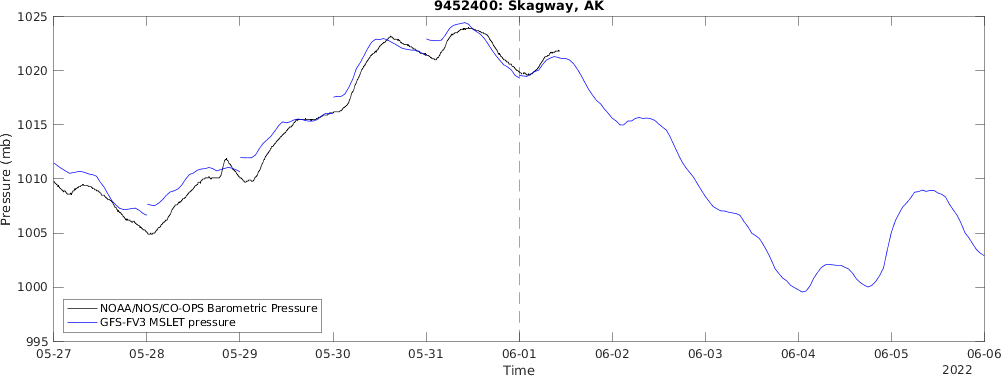 9452400: Skagway, AK
Pressure (mb)
1025
1020
1015
1010
1005
1000
995
NOAA/NOS/CO-OPS Barometric Pressure
GFS-FV3 MSLET pressure
05-27 05-28 05-29 05-30 05-31 06-01 06-02 06-03 06-04 06-05 06-06
Time
2022